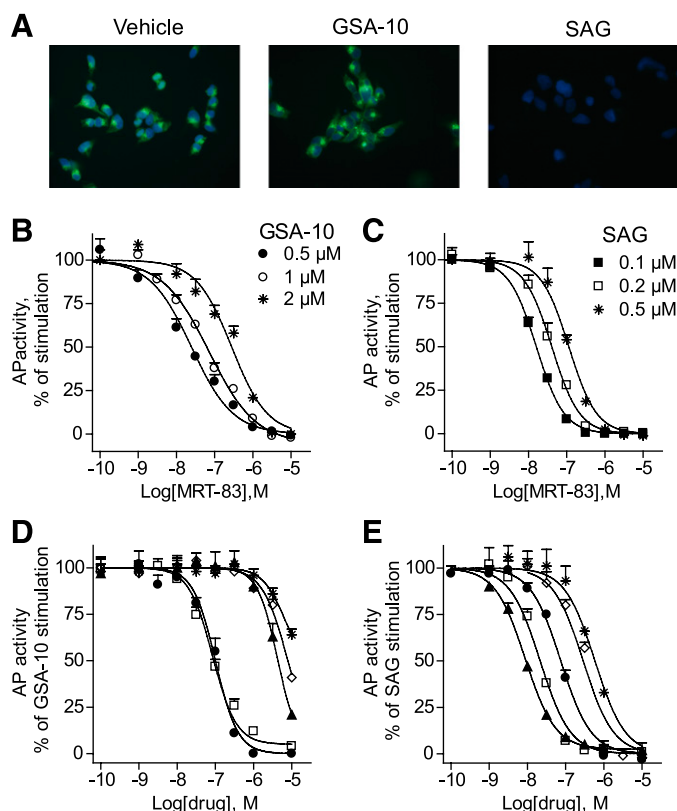 A
Vehicle
GSA-10
SAG
B
GSA-10
0.5 µM
1 µM
2 µM
100
75
50
25
0
AP activity,
% of stimulation
-10 -9 -8 -7 -6 -5
Log[MRT-83],M
C
SAG
0.1 µM
0.2 µM
0.5 µM
100
75
50
25
0
AP activity,
% of stimulation
-10 -9 -8 -7 -6 -5
Log[MRT-83],M
D
100
75
50
25
0
AP activity
% of GSA-10 stimulation
-10 -9 -8 -7 -6 -5
Log[drug], M
E
100
75
50
25
0
AP activity
% of SAG stimulation
-10 -9 -8 -7 -6 -5
Log[drug], M